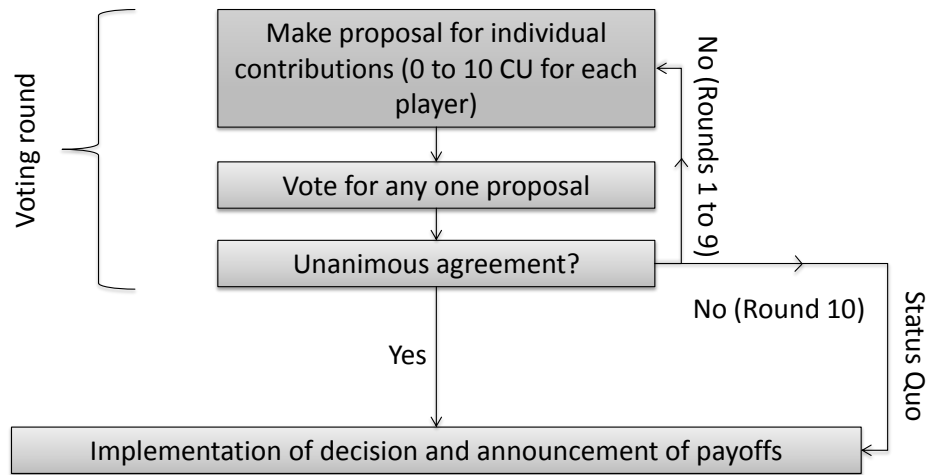 Voting round
Make proposal for individual
contributions (0 to 10 CU for each
player)
Vote for any one proposal
Unanimous agreement?
No (Rounds 1 to 9)
No (Round 10)
Status Quo
Yes
Implementation of decision and announcement of payoffs